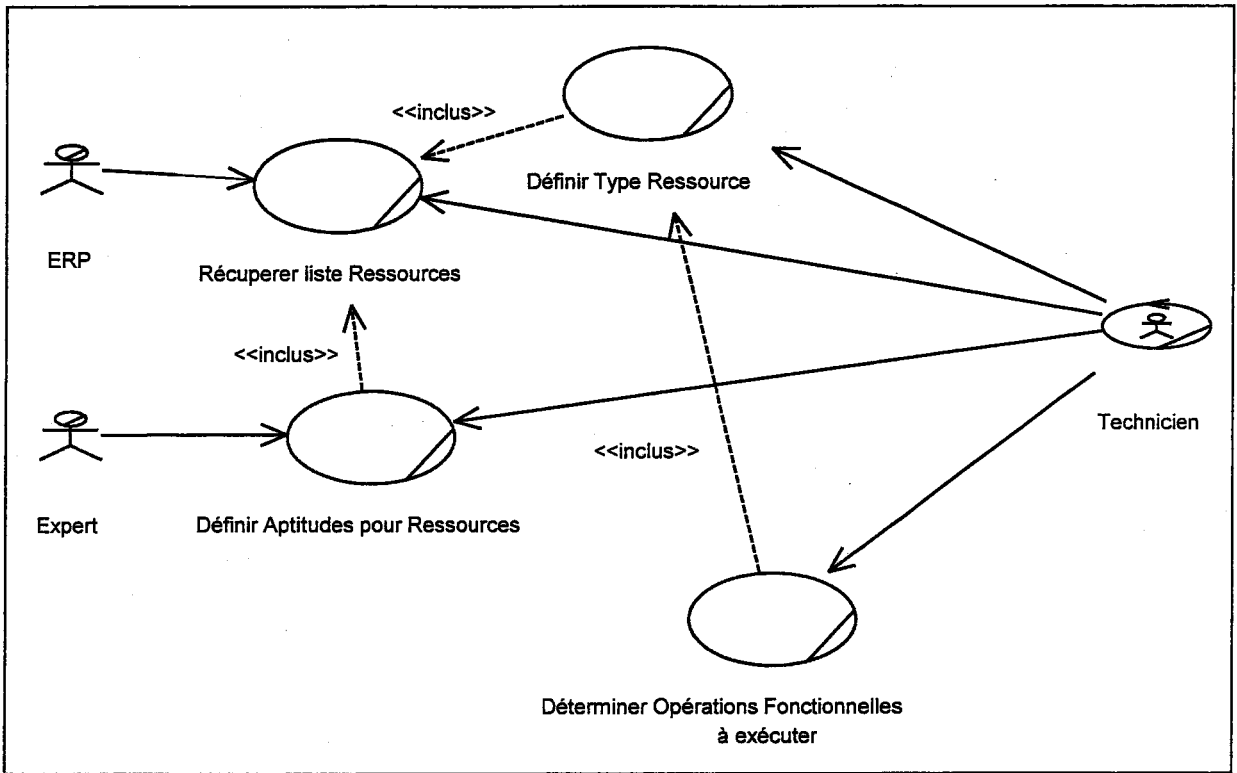 <<inclus>>
Définir Type Ressource
ERP
Récuperer liste Ressources
<<inclus>>
Technicien
<<inclus>>
Expert
Définir Aptitudes pour Ressources
Déterminer Opérations Fonctionnelles
à exécuter